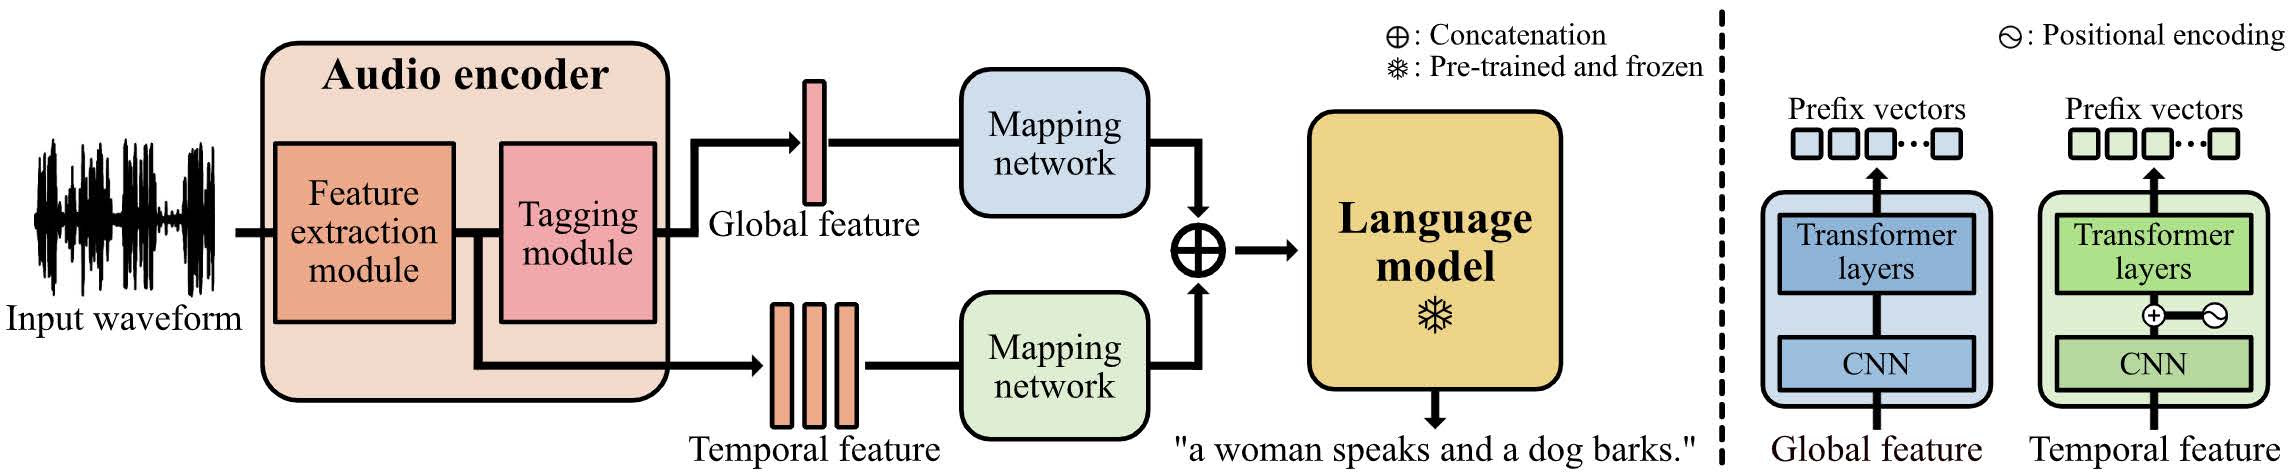 Audio encoder
Feature
extraction
module
Tagging
module
Input waveform
Global feature
Temporal feature
Mapping
network
Mapping
network
⊕: Concatenation
❄: Pre-trained and frozen
Language
model
"a woman speaks and a dog barks."
: Positional encoding
Prefix vectors
...
Transformer
layers
CNN
Global feature
Prefix vectors
...
Transformer
layers
CNN
Temporal feature